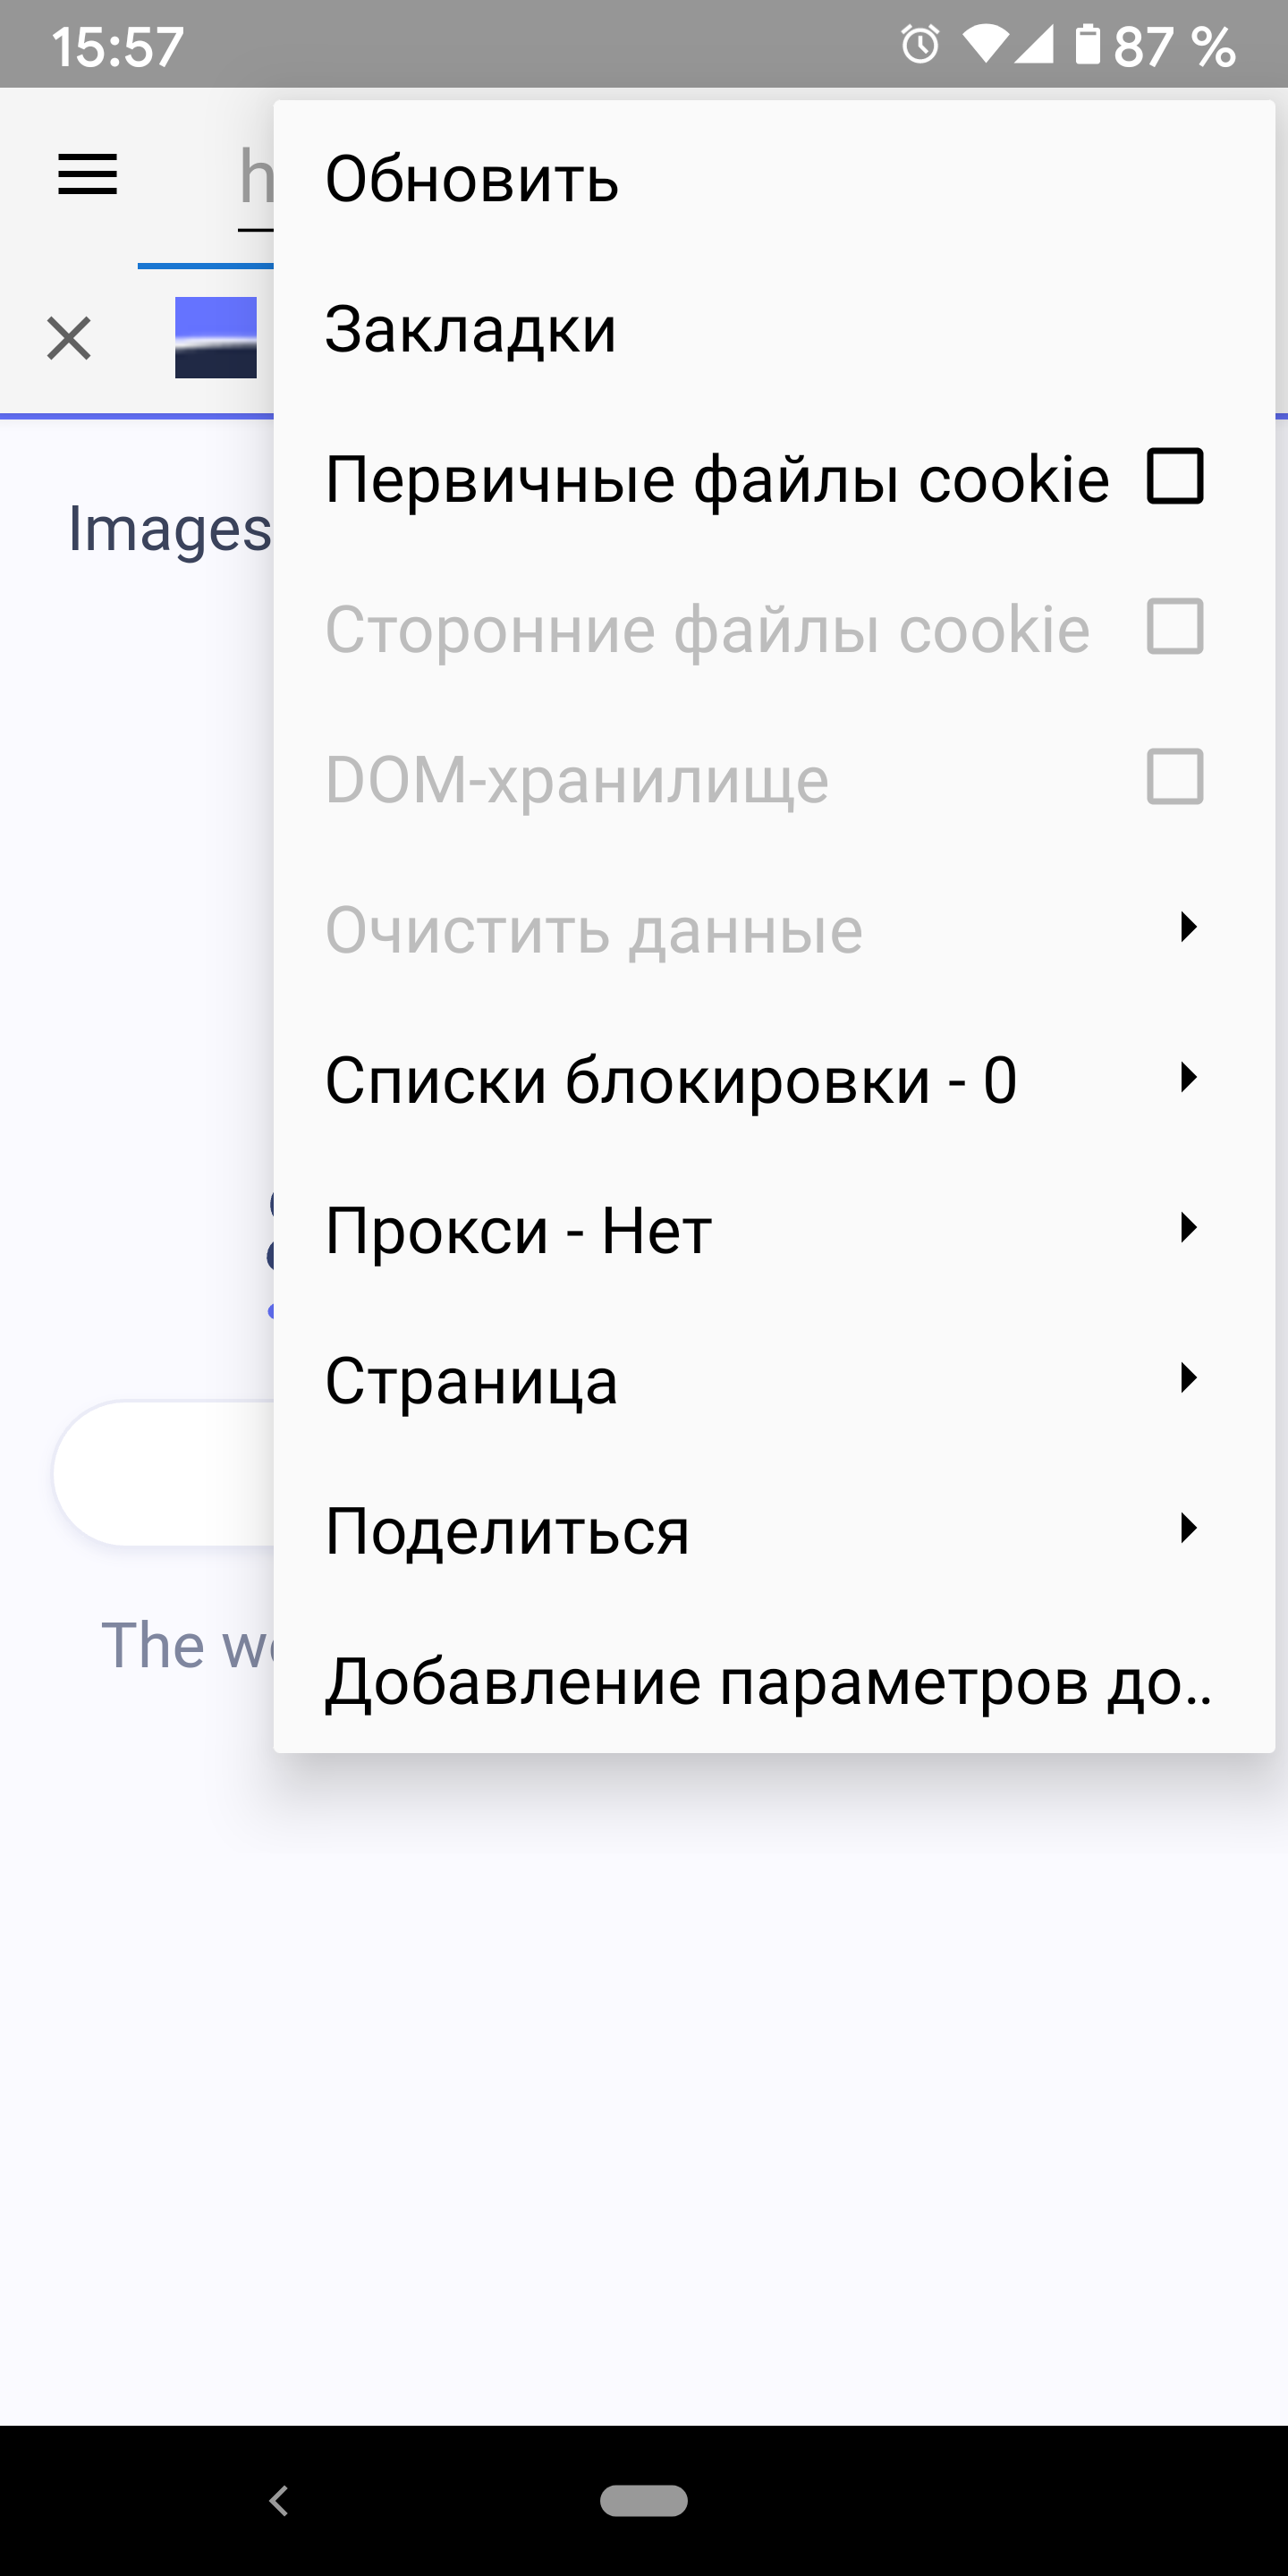 15:57
87 %
h
Обновить
Закладки
Первичные файлы cookie
Images
Сторонние файлы cookie
DOM-хранилище
Очистить данные
Списки блокировки - 0
Прокси - Нет
Страница
Поделиться
The
Добавление параметров до..